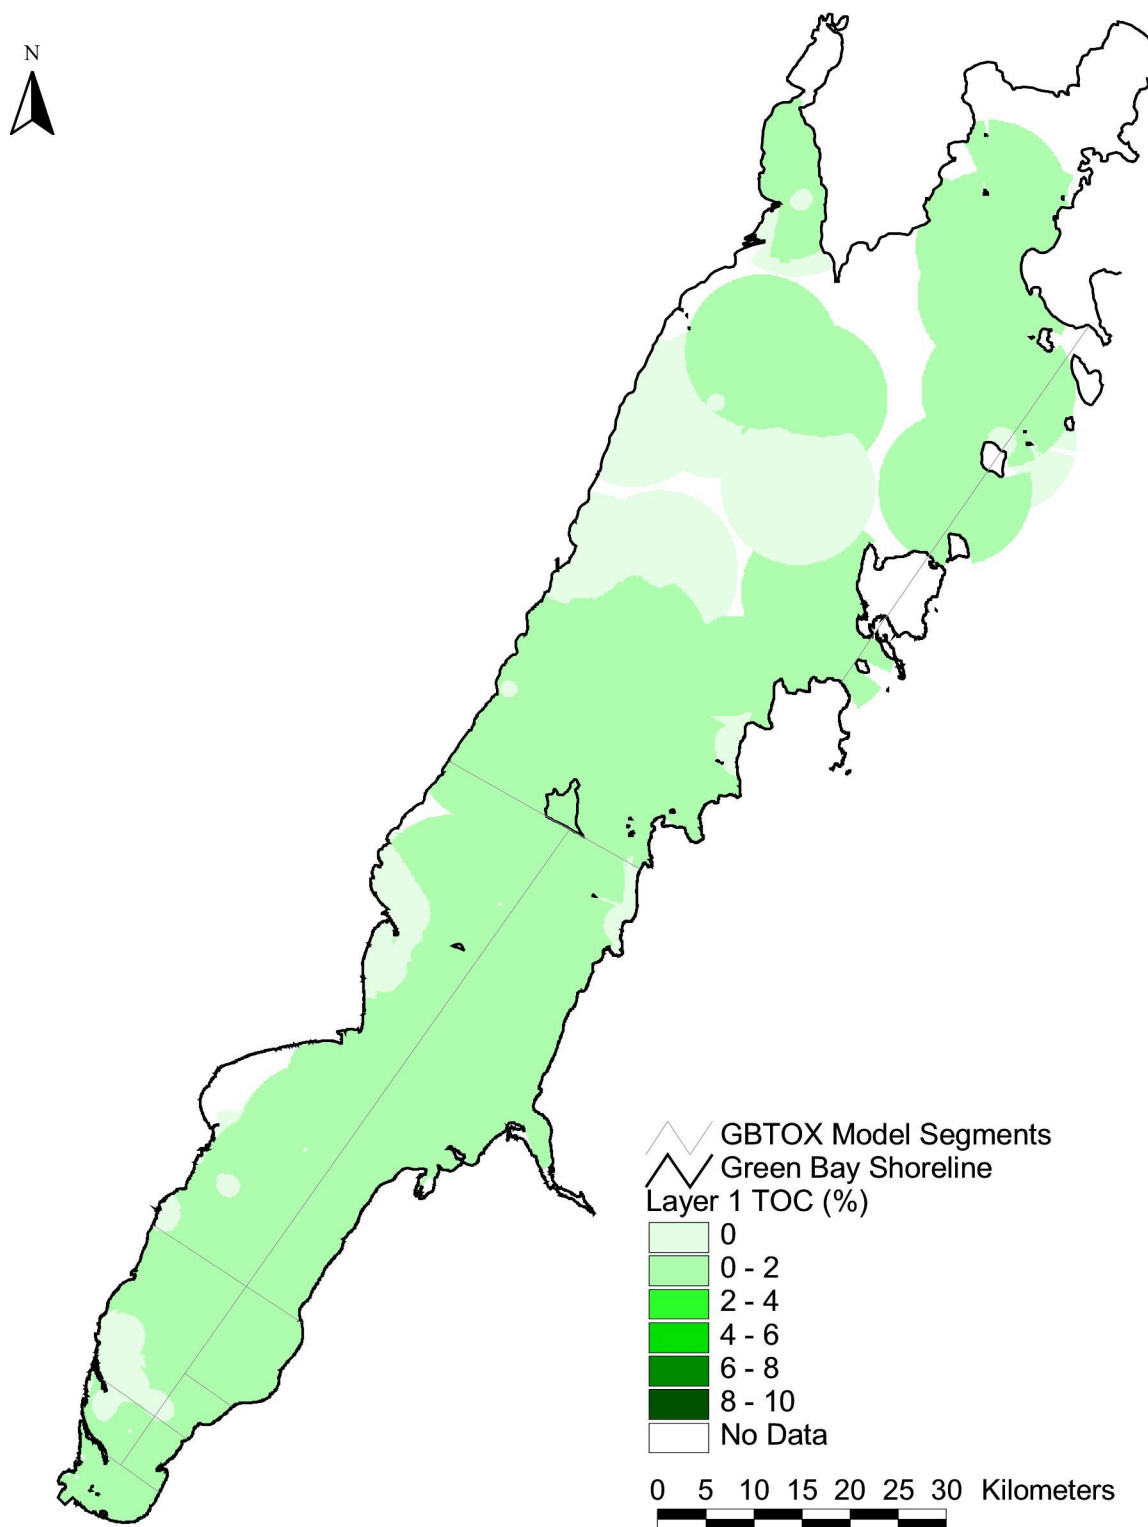 N
GBTOX Model Segments
Green Bay Shoreline
Layer 1 TOC (%)
0
0 - 2
2 - 4
4 - 6
6 - 8
8 - 10
No Data
0 5 10 15 20 25 30 Kilometers